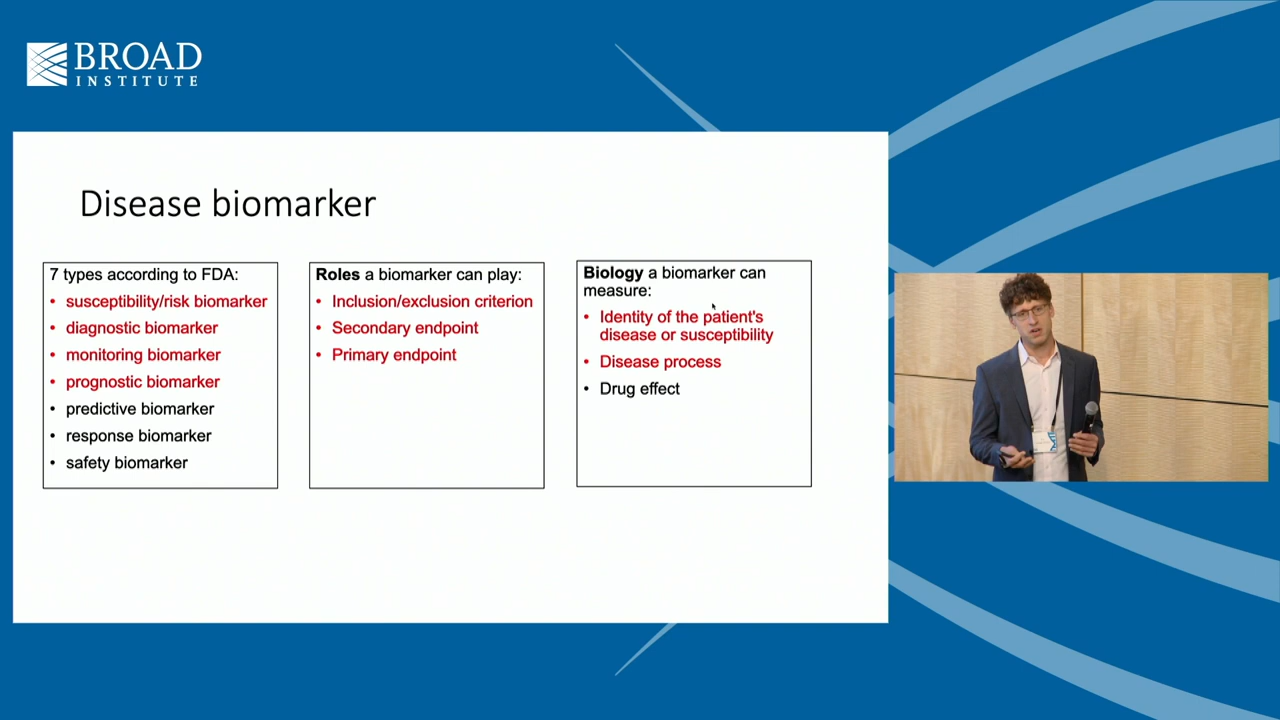 BROAD
INSTITUTE
Disease biomarker
7 types according to FDA:
• susceptibility/risk biomarker
• diagnostic biomarker
• monitoring biomarker
• prognostic biomarker
• predictive biomarker
• response biomarker
• safety biomarker
Roles a biomarker can play:
• Inclusion/exclusion criterion
• Secondary endpoint
• Primary endpoint
Biology a biomarker can
measure:
• Identity of the patient's
disease or susceptibility
• Disease process
• Drug effect